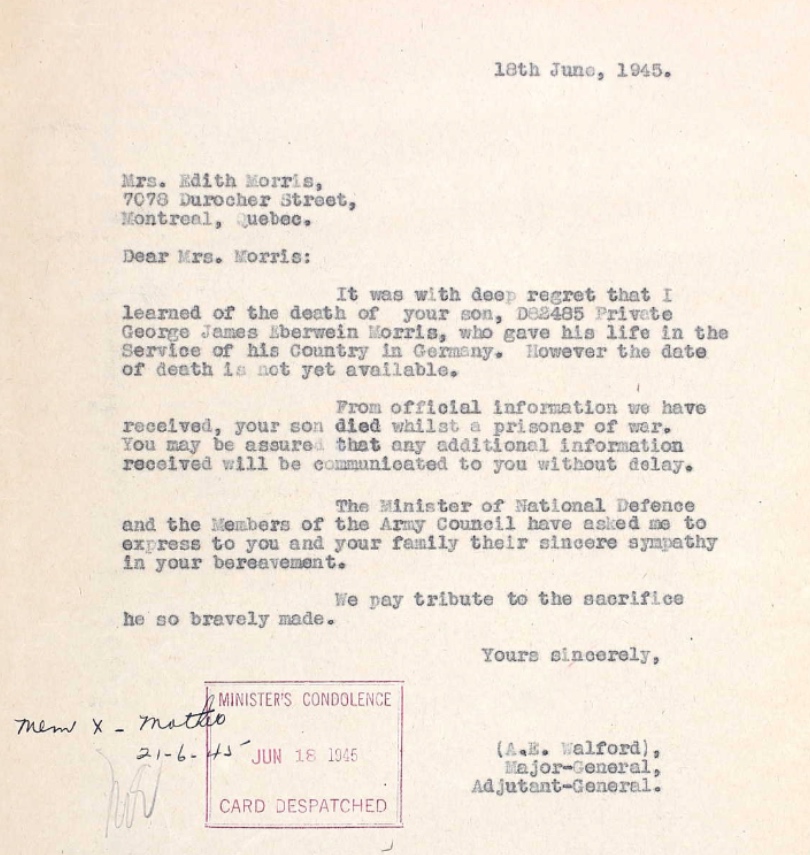 18th June, 1945.
Mrs. Edith Morris,
7078 Durocher Street,
Montreal, Quebec.
Dear Mrs. Morris:
It was with deep regret that I
learned of the death of your son, D82485 Private
George James Eberwein Morris, who gave his life in the
Service of his Country in Germany. However the date
of death is not yet available.
From official information we have
received, your son died whilst a prisoner of war.
You may be assured that any additional information
received will be communicated to you without delay.
The Minister of National Defence
and the Members of the Army Council have asked me to
express to you and your family their sincere sympathy
in your bereavement.
We pay tribute to the sacrifice
he so bravely made.
Yours sincerely,
MINISTER'S CONDOLENCE
Mem X - Mother
21-6-45
JUN 18 1945
CARD DESPATCHED
(A.E. Walford),
Major-General,
Adjutant-General.